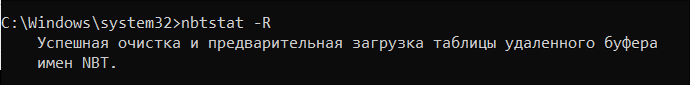 C:\Windows\system32>nbtstat -R
Успешная очистка и предварительная загрузка таблицы удаленного буфера
имен NBT.